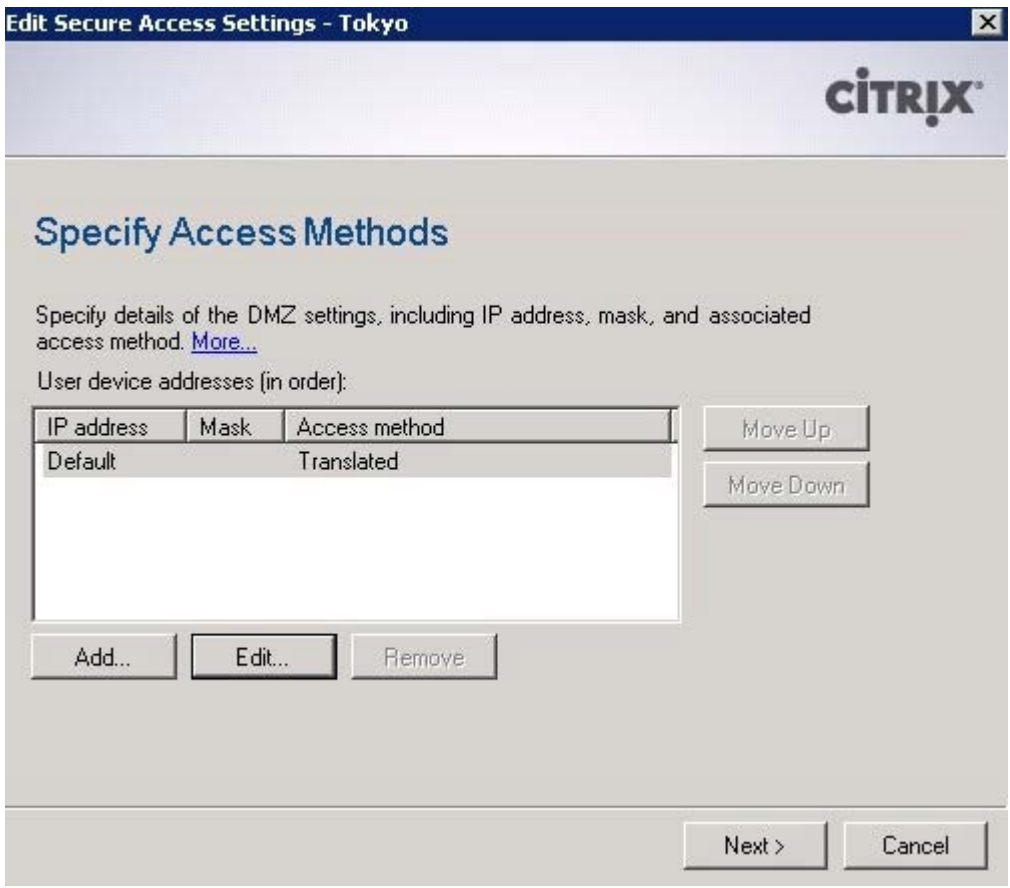 Edit Secure Access Settings - Tokyo
CİTRIX
Specify Access Methods
Specify details of the DMZ settings, including IP address, mask, and associated
access method. More...
User device addresses (in order):
IP address Mask Access method
Default Translated
Move Up
Move Down
Add... Edit... Remove
Next > Cancel